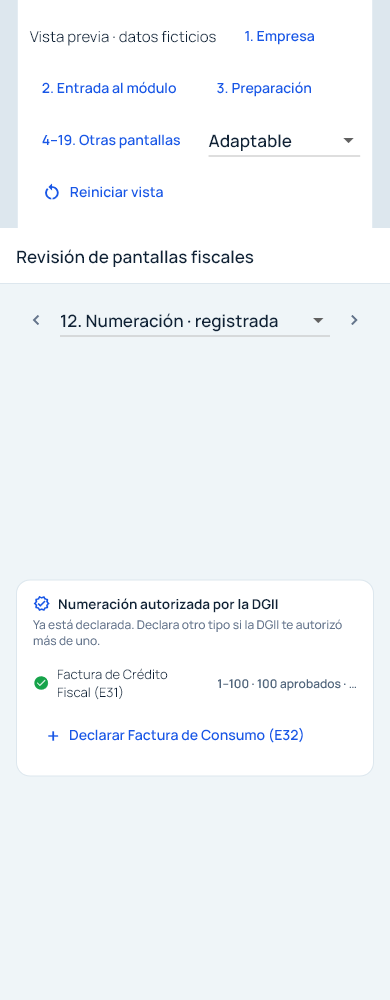 Vista previa · datos ficticios
1. Empresa
2. Entrada al módulo
3. Preparación
4–19. Otras pantallas
Adaptable
Reiniciar vista
Revisión de pantallas fiscales
12. Numeración · registrada
Numeración autorizada por la DGII
Ya está declarada. Declara otro tipo si la DGII te autorizó
más de uno.
Factura de Crédito
Fiscal (E31)
1–100 · 100 aprobados · ...
Declarar Factura de Consumo (E32)